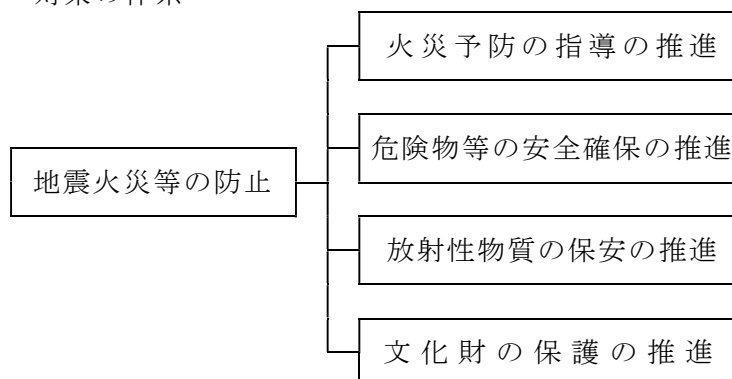 火災予防の指導の推進
危険物等の安全確保の推進
地震火災等の防止
放射性物質の保安の推進
文化財の保護の推進